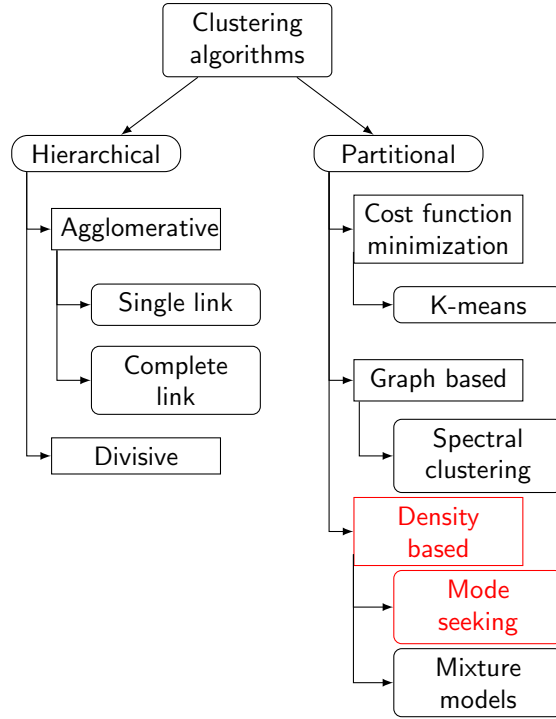 Clustering
algorithms
Hierarchical
Agglomerative
Single link
Complete
link
Divisive
Partitional
Cost function
minimization
K-means
Graph based
Spectral
clustering
Density
based
Mode
seeking
Mixture
models